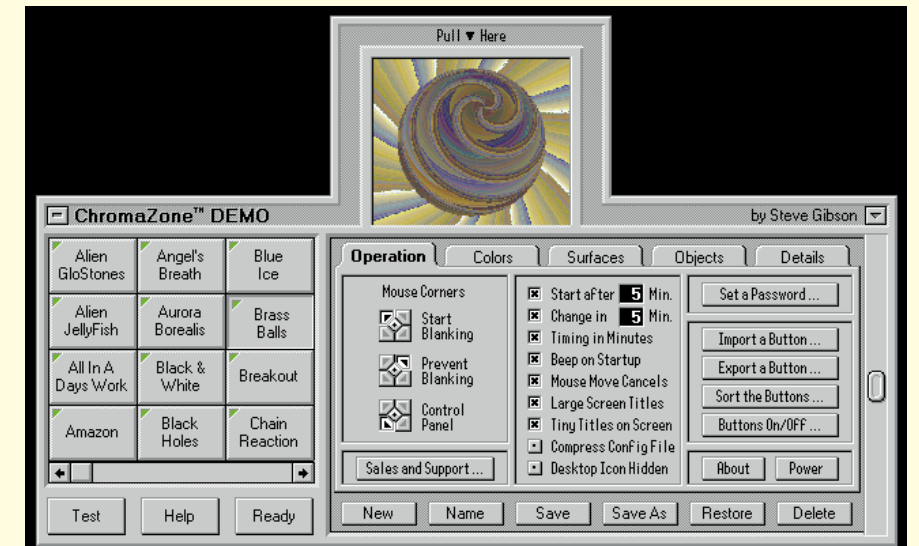 Pull ▼ Here
ChromaZone™ DEMO
by Steve Gibson
Alien
GloStones
Angel's
Breath
Blue
Ice
Alien
JellyFish
Aurora
Borealis
Brass
Balls
All In A
Days Work
Black &
White
Breakout
Amazon
Black
Holes
Chain
Reaction
Test
Help
Ready
Operation
Colors
Surfaces
Objects
Details
Mouse Corners
Start
Blanking
Prevent
Blanking
Control
Panel
Sales and Support...
Start after 5 Min.
Change in 5 Min.
Timing in Minutes
Beep on Startup
Mouse Move Cancels
Large Screen Titles
Tiny Titles on Screen
Compress Config File
Desktop Icon Hidden
Set a Password...
Import a Button...
Export a Button...
Sort the Buttons...
Buttons On/Off...
About
Power
New
Name
Save
Save As
Restore
Delete